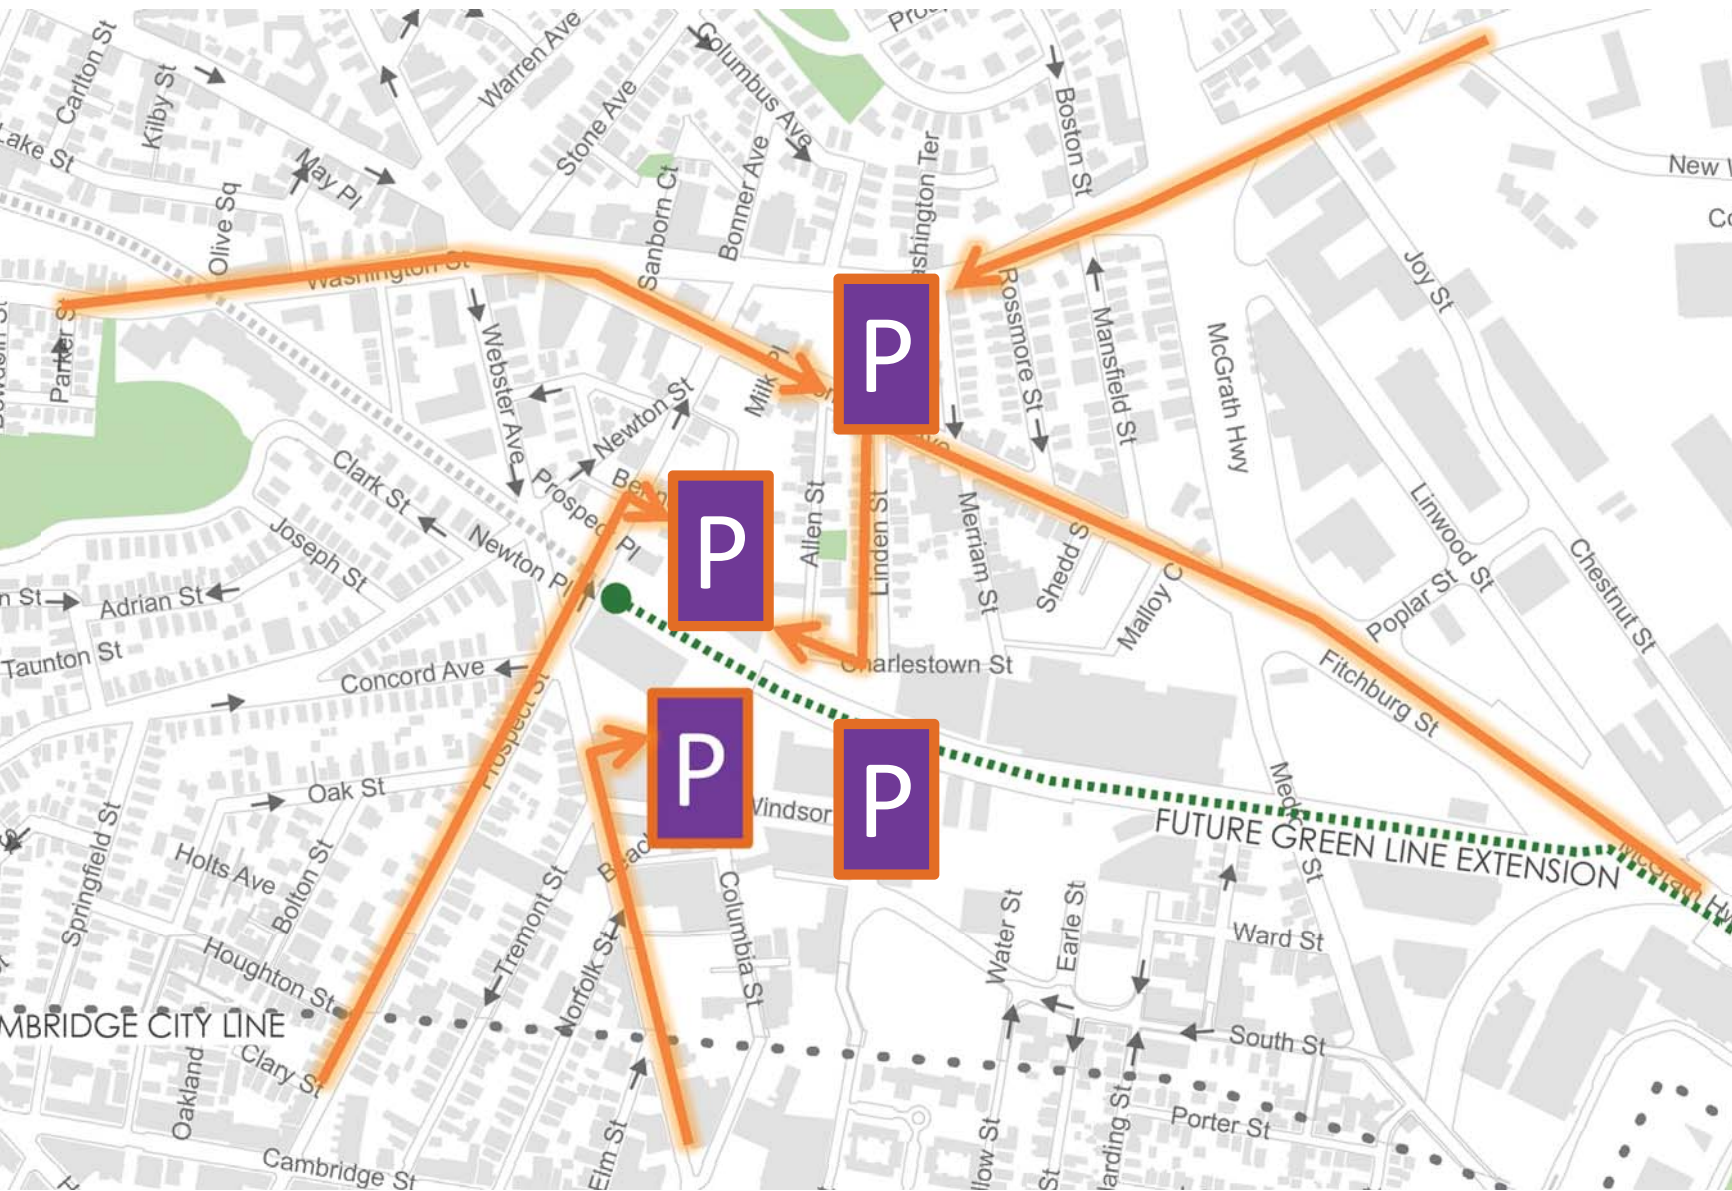 Carlton St
Kilby St
Warren Ave
Columbus Ave
Boston St
Lake St
May Pl
Stone Ave
Olive Sq
Sanborn Ct
Bonner Ave
New
Joy St
Washington St
Rossmore St
Mansfield St
McGrath Hwy
Parker St
Webster Ave
Milk Pl
P
Newton St
Clark St
Prospect Pl
P
Allen St
Linden St
Merriam St
Shedd S
Malloy C
Linwood St
Chestnut St
Poplar St
Joseph St
Newton Pl
n St
Adrian St
Taunton St
Concord Ave
Charlestown St
Fitchburg St
Prospect St
P
P
Windsor
Oak St
FUTURE GREEN LINE EXTENSION
McGrath Hw
Springfield St
Holts Ave
Bolton St
Tremont St
Columbia St
Water St
Earle St
Ward St
Houghton St
Norfolk St
MBRIDGE CITY LINE
Clary St
South St
Oakland
Elm St
Porter St
arding St
llow St
St
Cambridge St